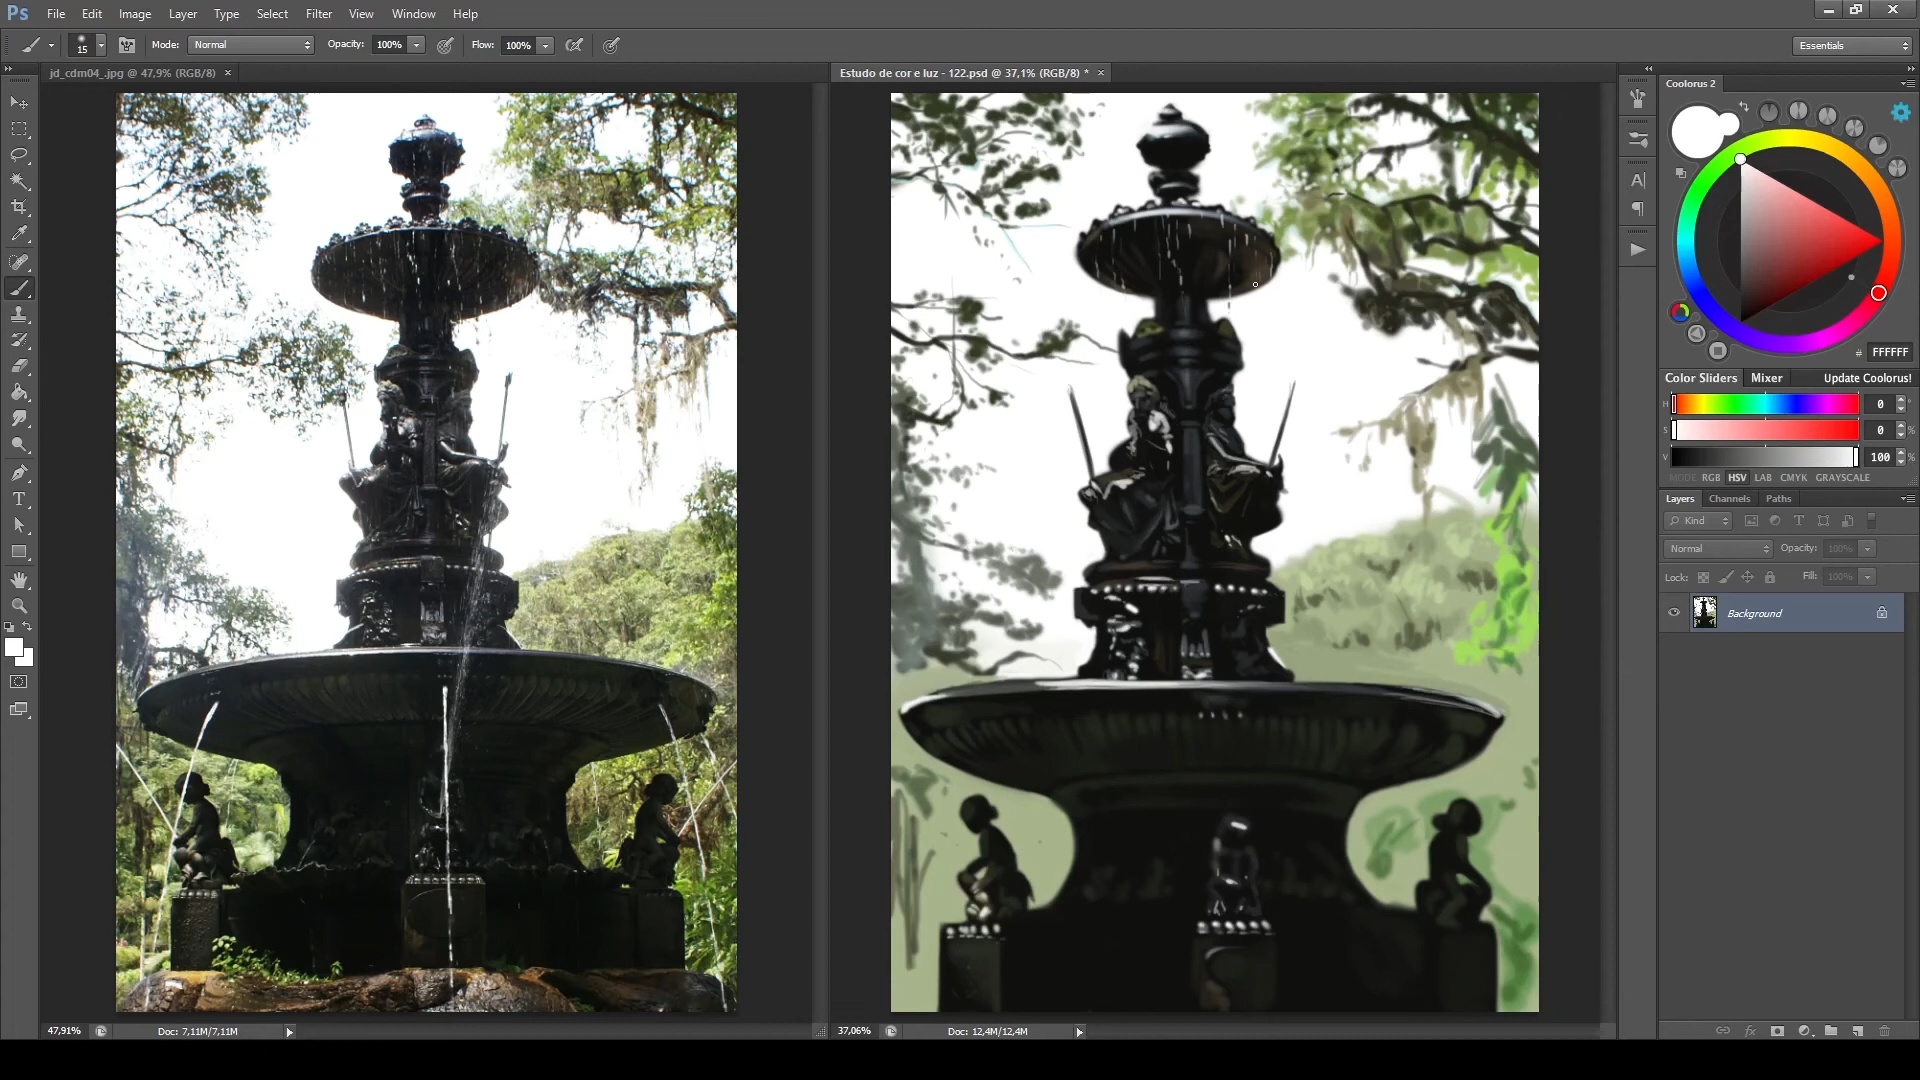 Ps File Edit Image Layer Type Select Filter View Window Help
15 Mode: Normal Opacity: 100% Flow: 100% Essentials
jd_cdm04_.jpg @ 47,9% (RGB/8) ×
Estudo de cor e luz - 122.psd @ 37,1% (RGB/8) * ×
Coolorus 2
# FFFFFF
Color Sliders Mixer Update Coolorus!
H 0 °
S 0 %
V 100 %
MODE RGB HSV LAB CMYK GRAYSCALE
Layers Channels Paths
Kind
Normal Opacity: 100%
Lock: Fill: 100%
Background
47,91% Doc: 7,11M/7,11M
37,06% Doc: 12,4M/12,4M